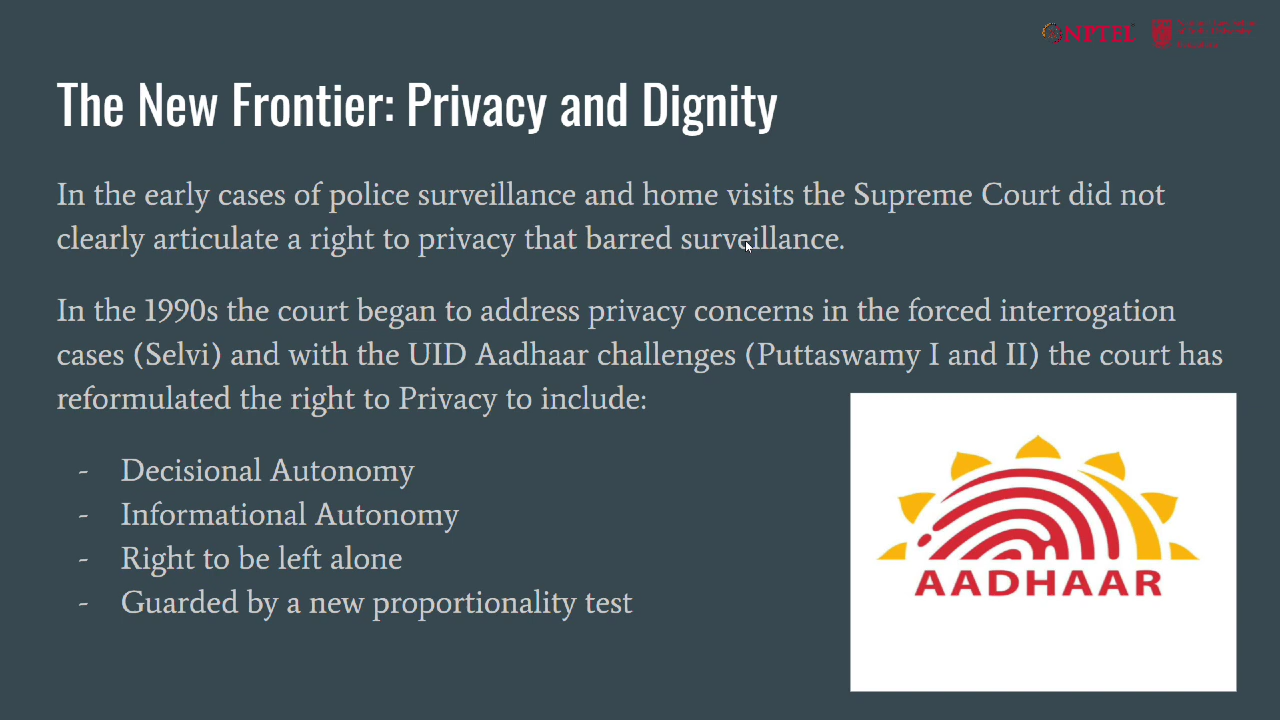 NPTEL
The New Frontier: Privacy and Dignity
In the early cases of police surveillance and home visits the Supreme Court did not
clearly articulate a right to privacy that barred surveillance.
In the 1990s the court began to address privacy concerns in the forced interrogation
cases (Selvi) and with the UID Aadhaar challenges (Puttaswamy I and II) the court has
reformulated the right to Privacy to include:
- Decisional Autonomy
- Informational Autonomy
- Right to be left alone
- Guarded by a new proportionality test
AADHAAR